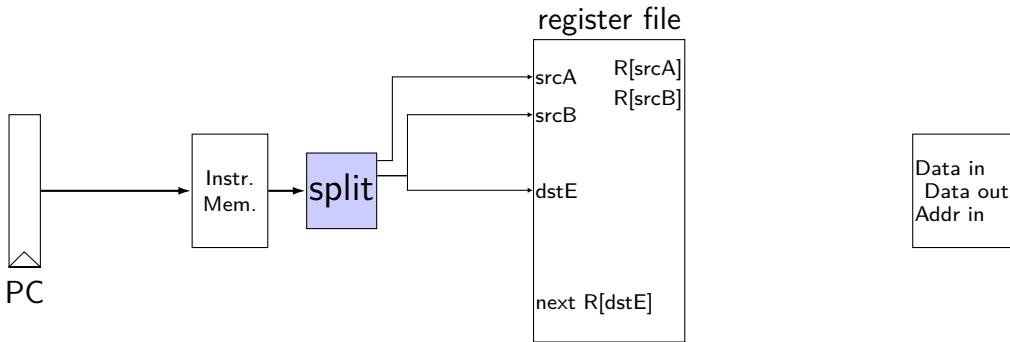 register file
srcA
R[srcA]
R[srcB]
srcB
dstE
next R[dstE]
PC
Instr.
Mem.
split
Data in
Data out
Addr in